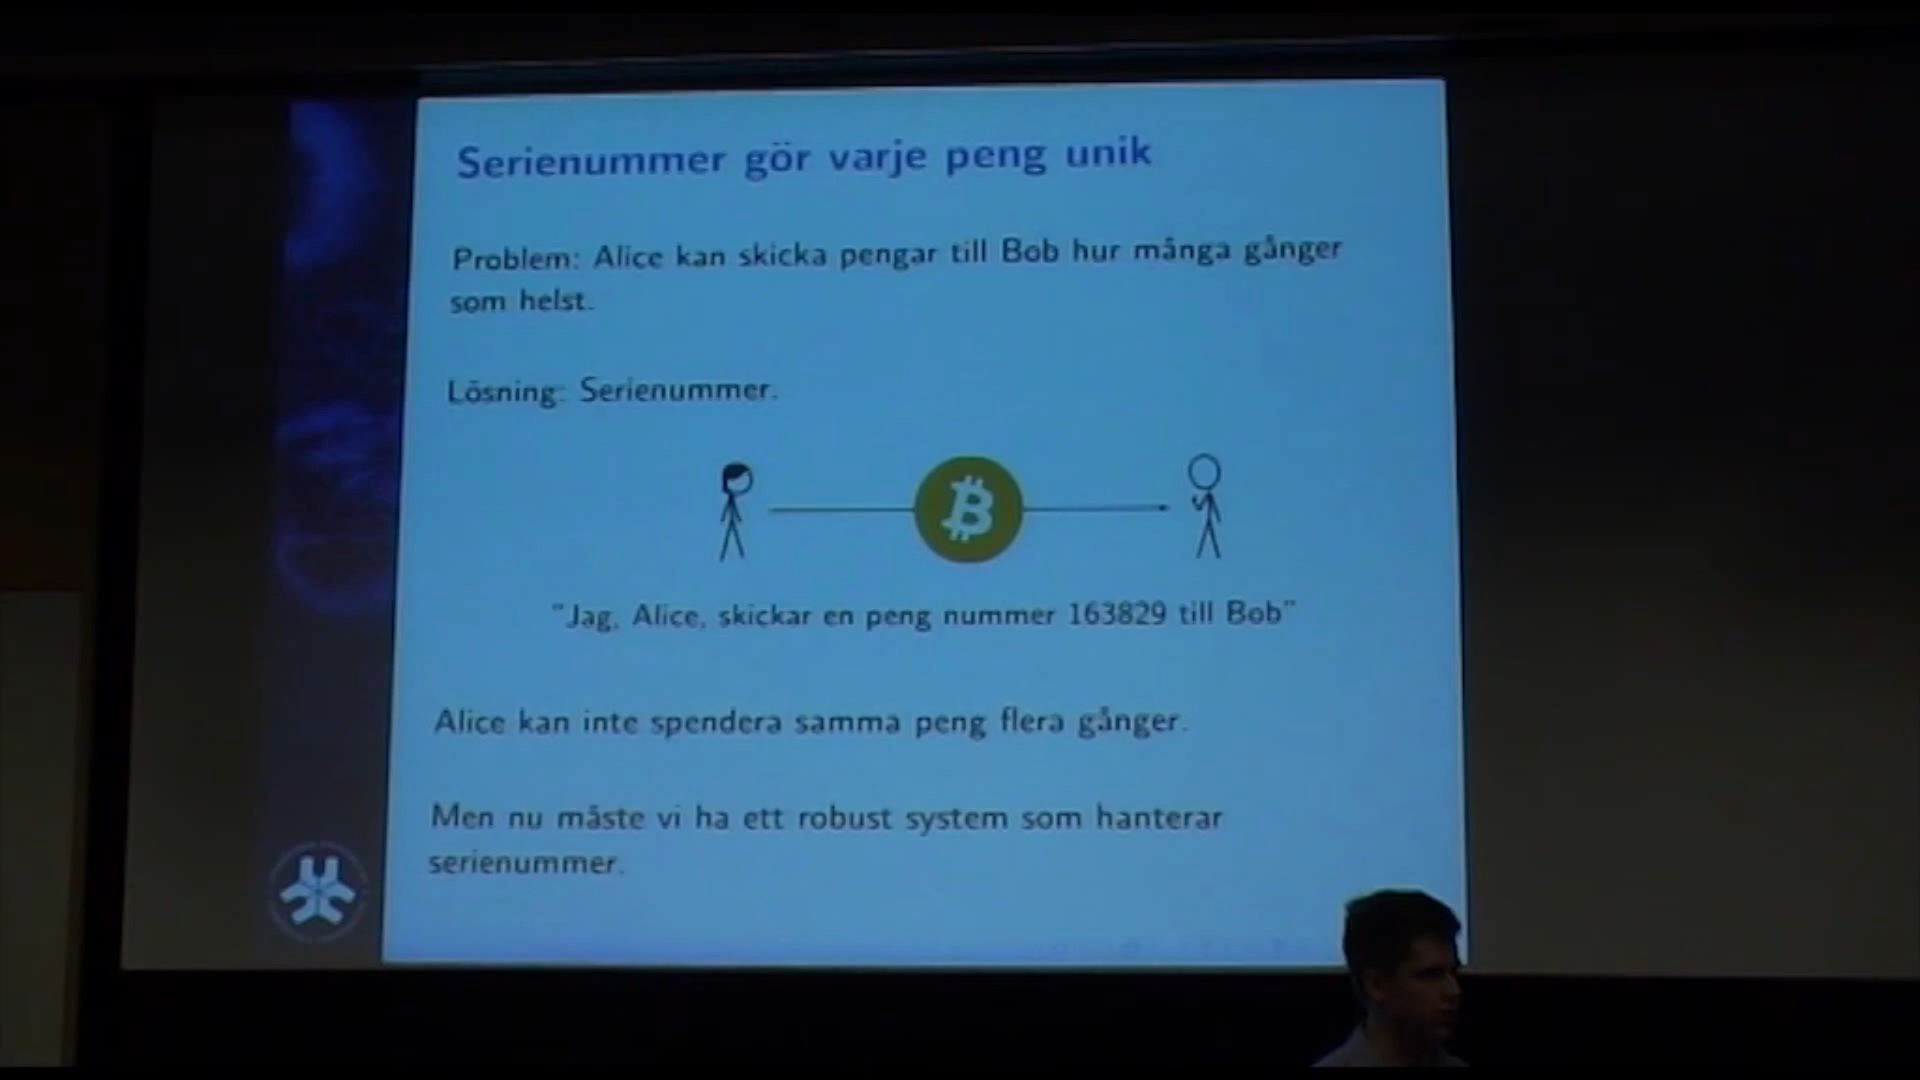 Serienummer gör varje peng unik
Problem: Alice kan skicka pengar till Bob hur många gånger
som helst.
Lösning: Serienummer.
"Jag, Alice, skickar en peng nummer 163829 till Bob"
Alice kan inte spendera samma peng flera gånger.
Men nu måste vi ha ett robust system som hanterar
serienummer.